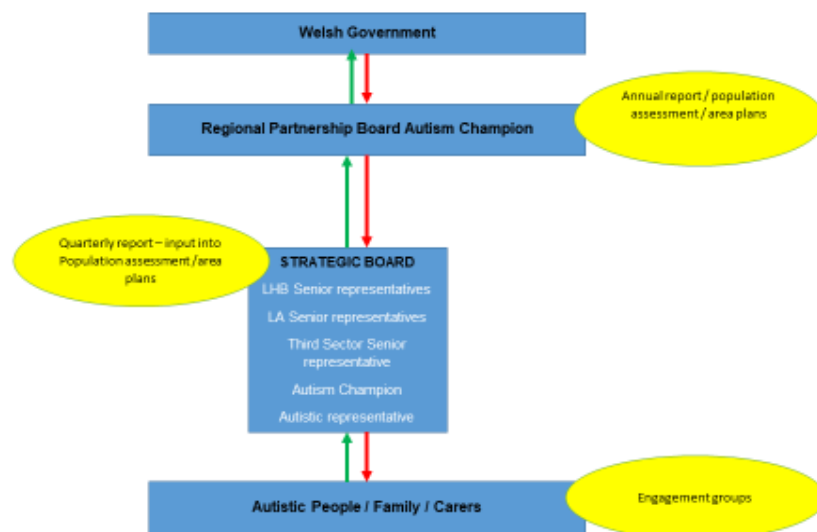 Welsh Government
Annual report / population
assessment / area plans
Regional Partnership Board Autism Champion
Quarterly report – input into
Population assessment/area
plans
STRATEGIC BOARD
LHB Senior representatives
LA Senior representatives
Third Sector Senior
representative
Autism Champion
Autistic representative
Autistic People / Family / Carers
Engagement groups